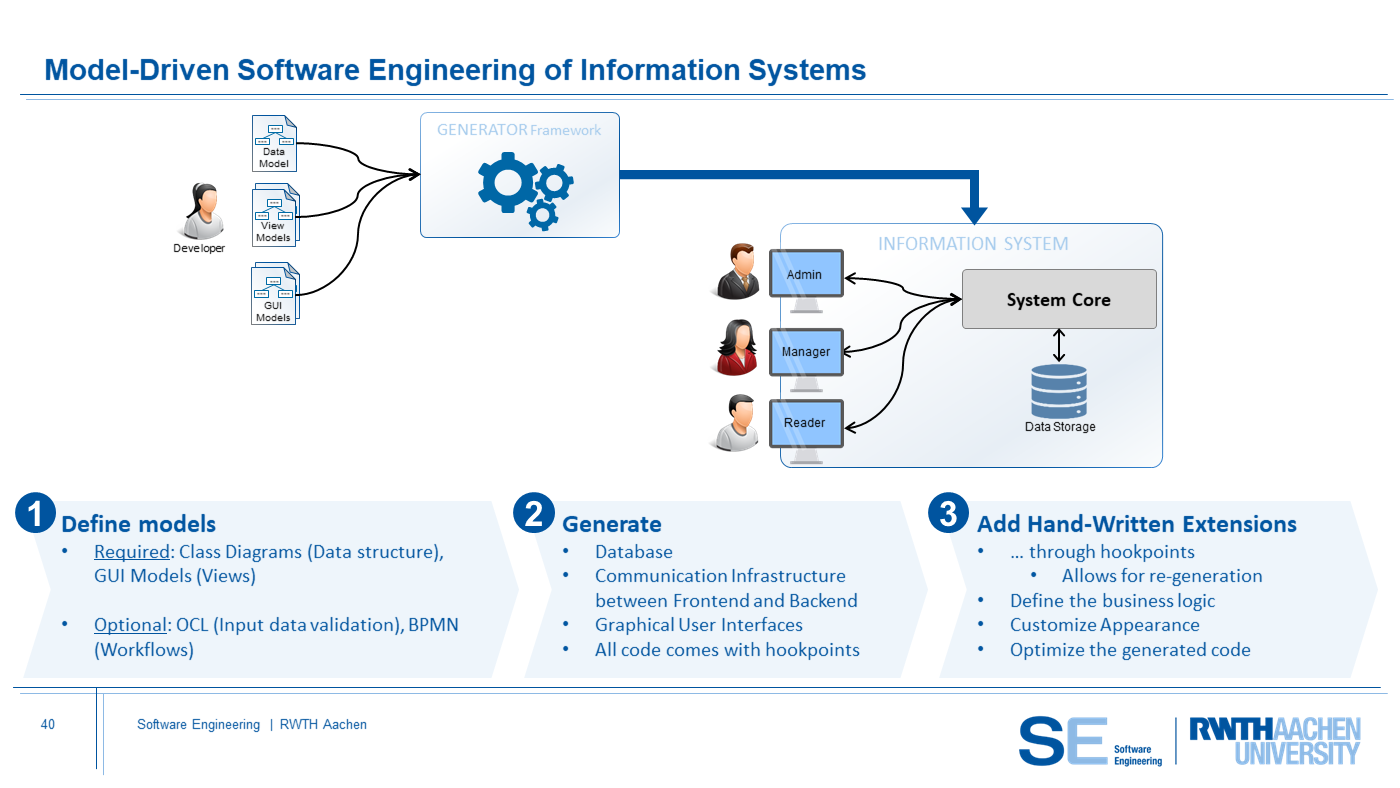 Model-Driven Software Engineering of Information Systems
Data
Model
View
Models
GUI
Models
Developer
GENERATOR Framework
INFORMATION SYSTEM
Admin
Manager
Reader
System Core
Data Storage
1
Define models
• Required: Class Diagrams (Data structure),
GUI Models (Views)
• Optional: OCL (Input data validation), BPMN
(Workflows)
2
Generate
• Database
• Communication Infrastructure
between Frontend and Backend
• Graphical User Interfaces
• All code comes with hookpoints
3
Add Hand-Written Extensions
• … through hookpoints
• Allows for re-generation
• Define the business logic
• Customize Appearance
• Optimize the generated code
40
Software Engineering | RWTH Aachen
SE Software
Engineering
RWTHAACHEN
UNIVERSITY